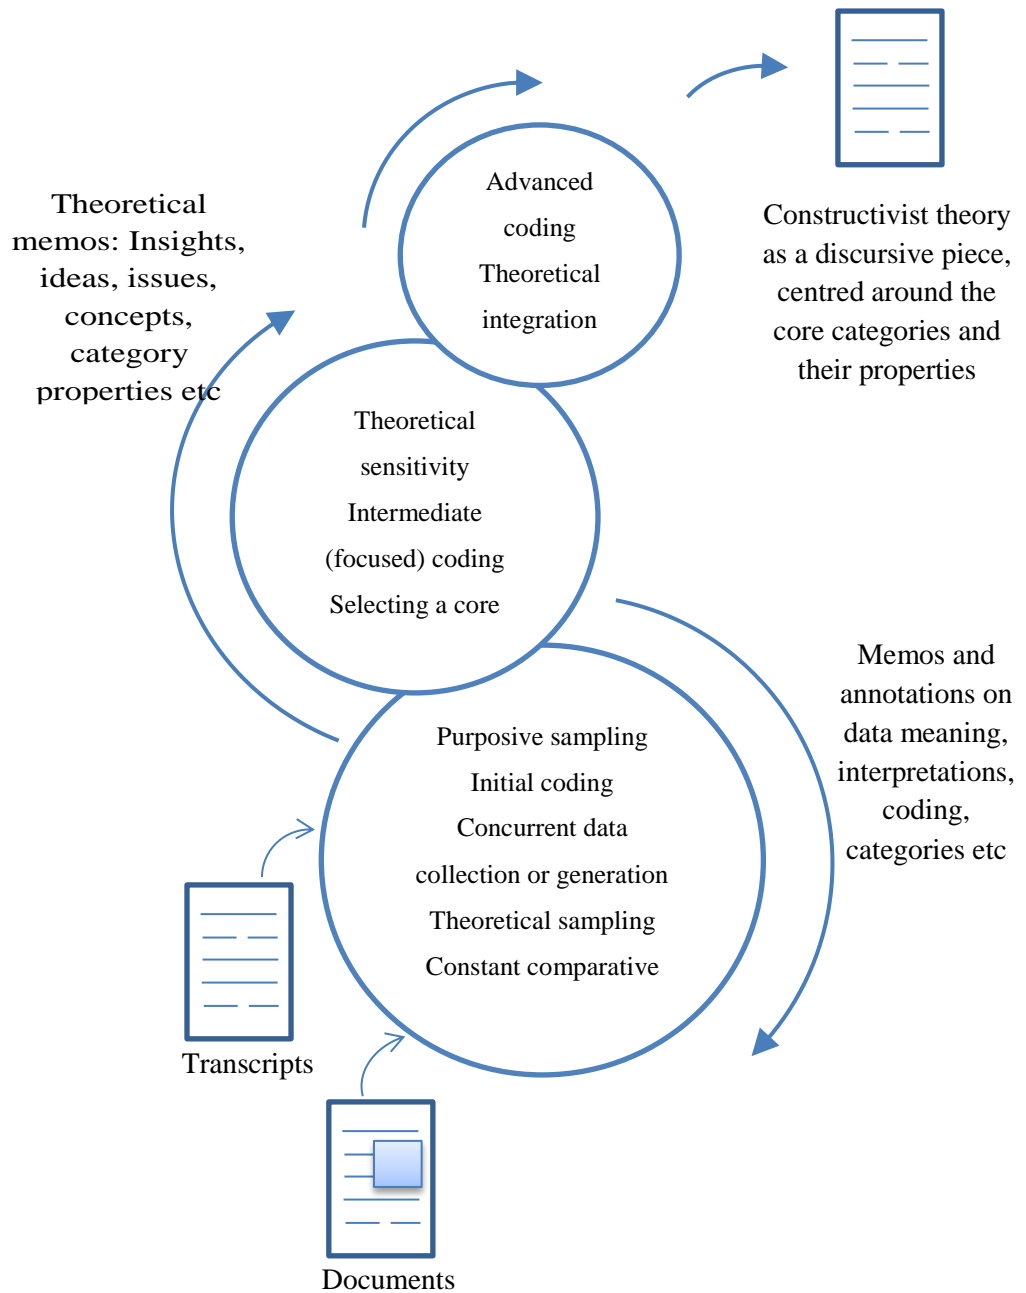 Advanced
coding
Theoretical
integration
Constructivist theory
as a discursive piece,
centred around the
core categories and
their properties
Theoretical
memos: Insights,
ideas, issues,
concepts,
category
properties etc
Theoretical
sensitivity
Intermediate
(focused) coding
Selecting a core
Memos and
annotations on
data meaning,
interpretations,
coding,
categories etc
Purposive sampling
Initial coding
Concurrent data
collection or generation
Theoretical sampling
Constant comparative
Transcripts
Documents